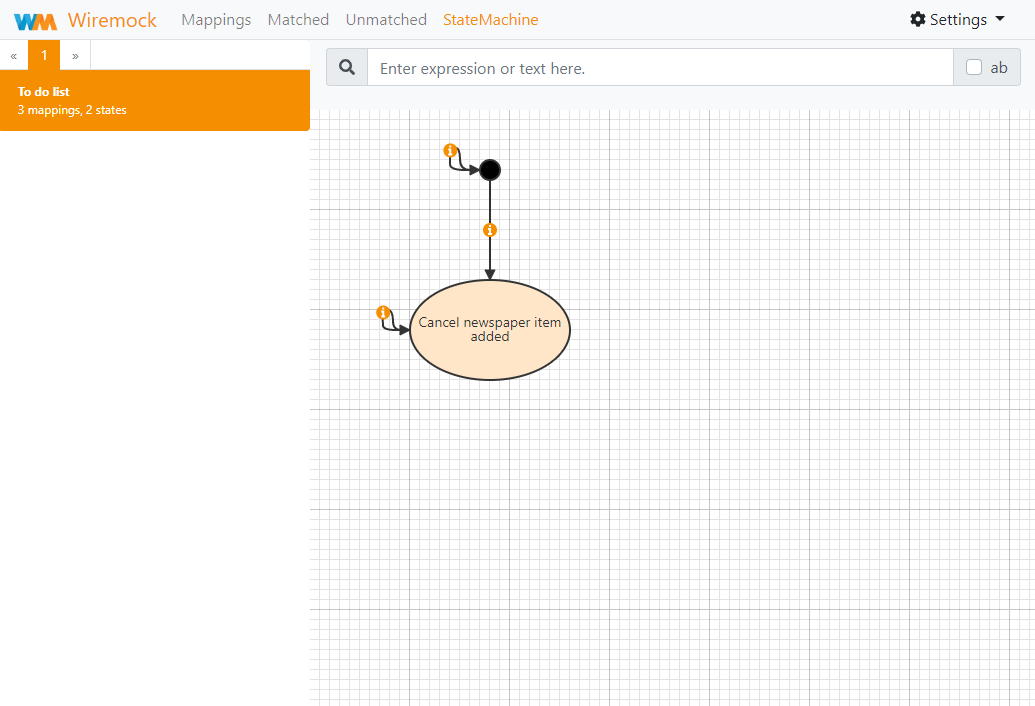 WM Wiremock Mappings Matched Unmatched StateMachine Settings
« 1 »
To do list
3 mappings, 2 states
Enter expression or text here.
ab
Cancel newspaper item
added